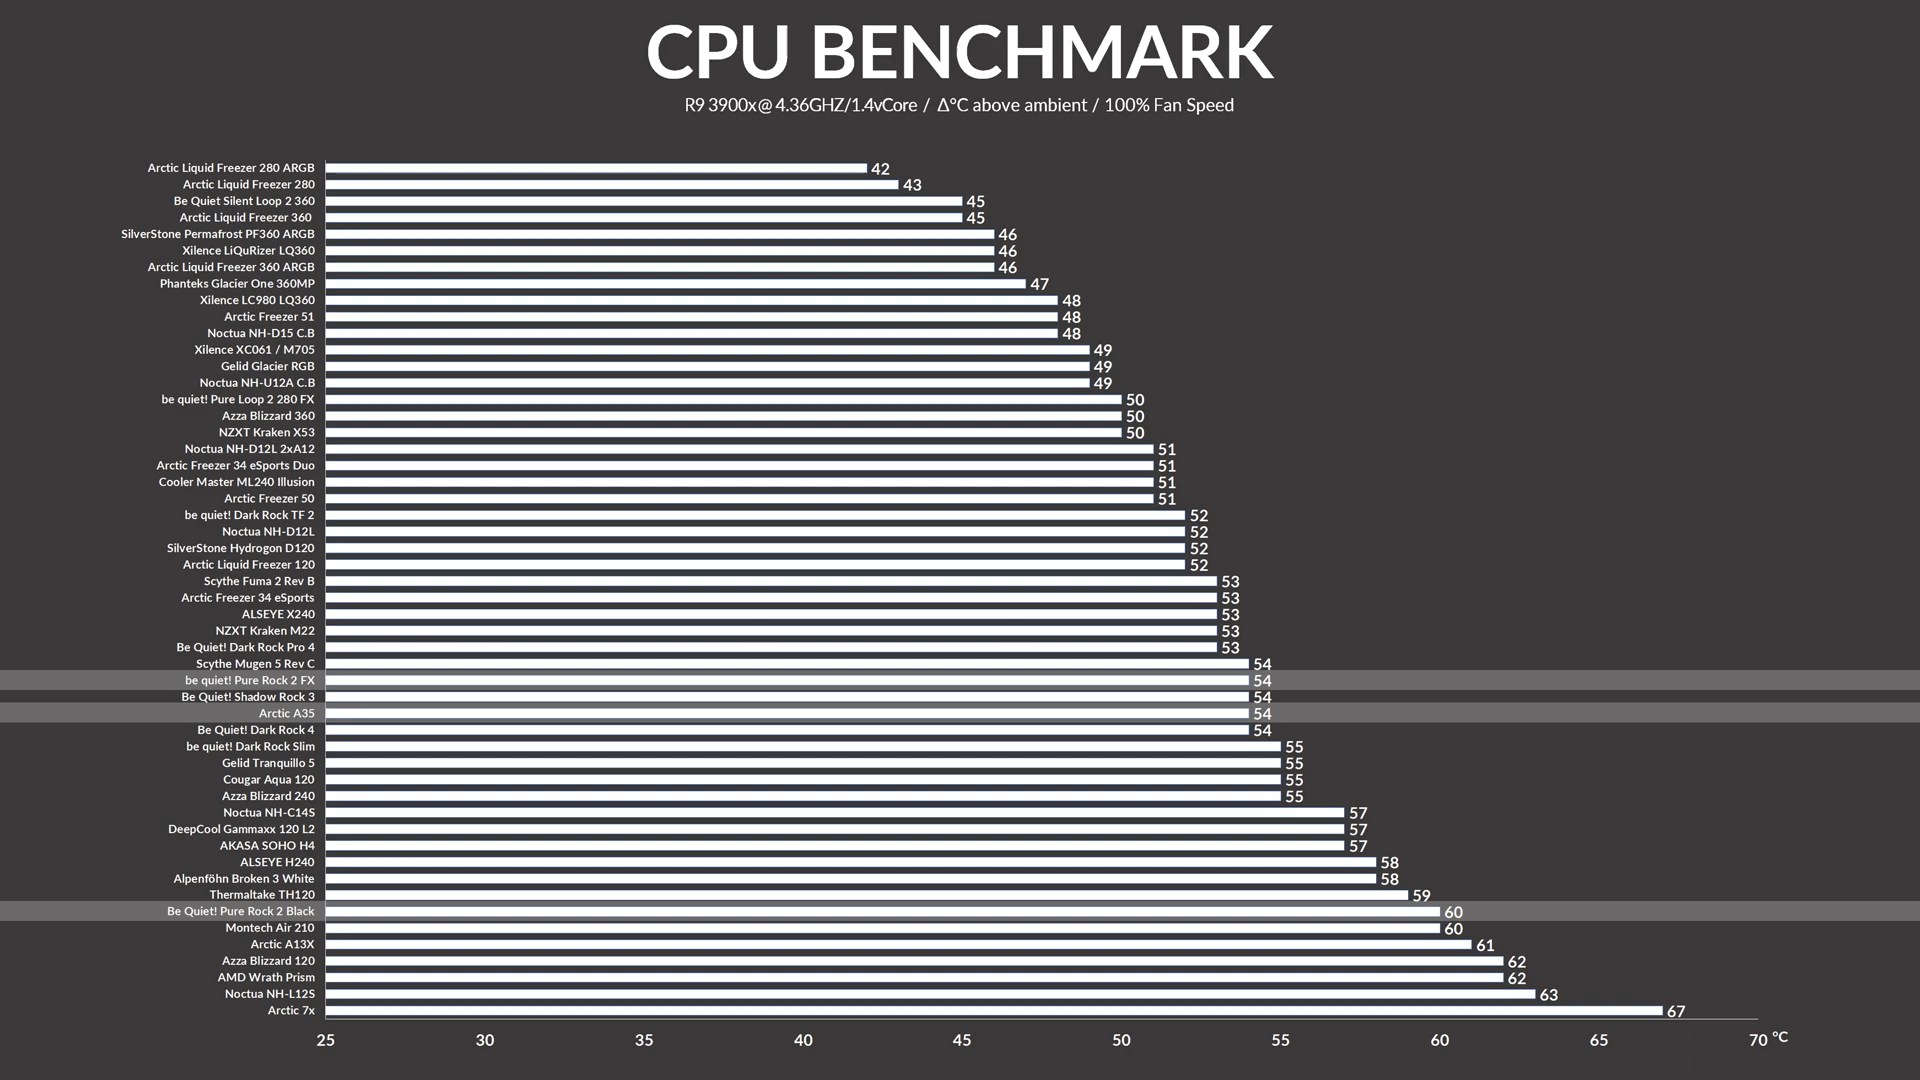 CPU BENCHMARK
R9 3900x@ 4.36GHZ/1.4vCore / Δ°C above ambient / 100% Fan Speed
Arctic Liquid Freezer 280 ARGB 42
Arctic Liquid Freezer 280 43
Be Quiet Silent Loop 2 360 45
Arctic Liquid Freezer 360 45
SilverStone Permafrost PF360 ARGB 46
Xilence LiQuRizer LQ360 46
Arctic Liquid Freezer 360 ARGB 46
Phanteks Glacier One 360MP 47
Xilence LC980 LQ360 48
Arctic Freezer 51 48
Noctua NH-D15 C.B 48
Xilence XC061 / M705 49
Gelid Glacier RGB 49
Noctua NH-U12A C.B 49
be quiet! Pure Loop 2 280 FX 50
Azza Blizzard 360 50
NZXT Kraken X53 50
Noctua NH-D12L 2xA12 51
Arctic Freezer 34 eSports Duo 51
Cooler Master ML240 Illusion 51
Arctic Freezer 50 51
be quiet! Dark Rock TF 2 52
Noctua NH-D12L 52
SilverStone Hydrogon D120 52
Arctic Liquid Freezer 120 52
Scythe Fuma 2 Rev B 53
Arctic Freezer 34 eSports 53
ALSEYE X240 53
NZXT Kraken M22 53
Be Quiet! Dark Rock Pro 4 53
Scythe Mugen 5 Rev C 54
be quiet! Pure Rock 2 FX 54
Be Quiet! Shadow Rock 3 54
Arctic A35 54
Be Quiet! Dark Rock 4 54
be quiet! Dark Rock Slim 55
Gelid Tranquillo 5 55
Cougar Aqua 120 55
Azza Blizzard 240 55
Noctua NH-C14S 57
DeepCool Gammaxx 120 L2 57
AKASA SOHO H4 57
ALSEYE H240 58
Alpenföhn Broken 3 White 58
Thermaltake TH120 59
Be Quiet! Pure Rock 2 Black 60
Montech Air 210 60
Arctic A13X 61
Azza Blizzard 120 62
AMD Wrath Prism 62
Noctua NH-L12S 63
Arctic 7x 67
25 30 35 40 45 50 55 60 65 70 °C